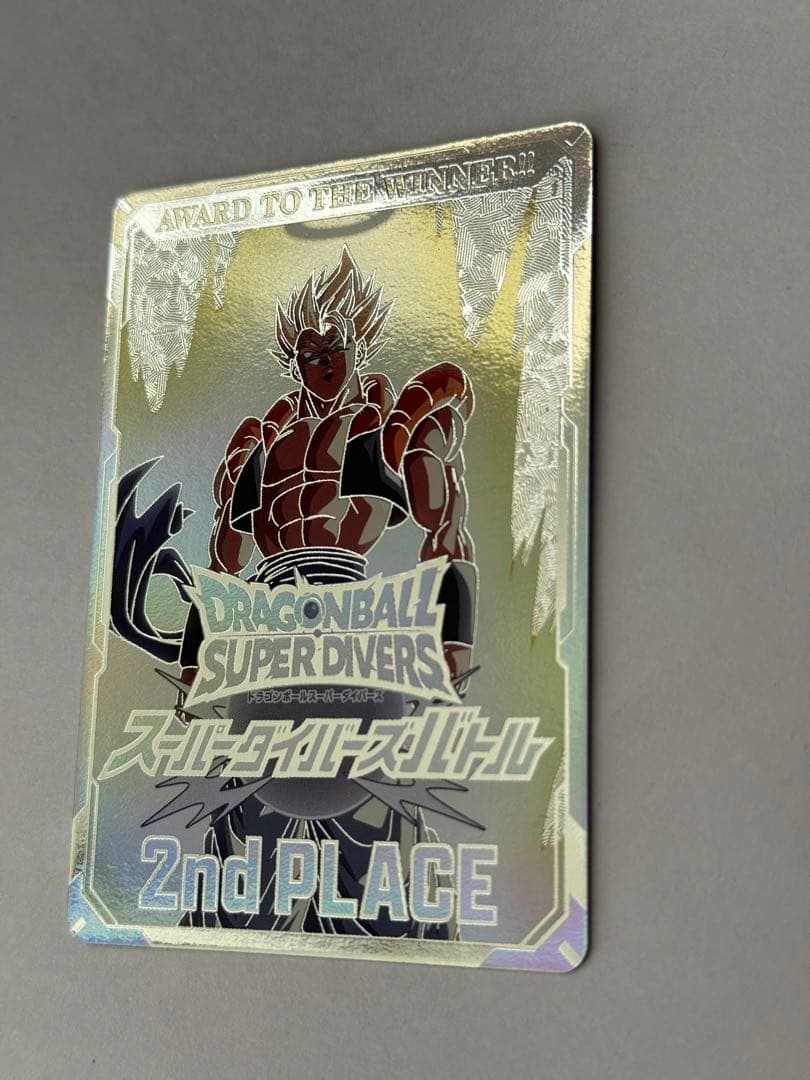 AWARD TO THE WINNER!!
DRAGONBALL
SUPER DIVERS
ドラゴンボールスーパーダイバーズ
スーパーダイバーズバトル
2nd PLACE